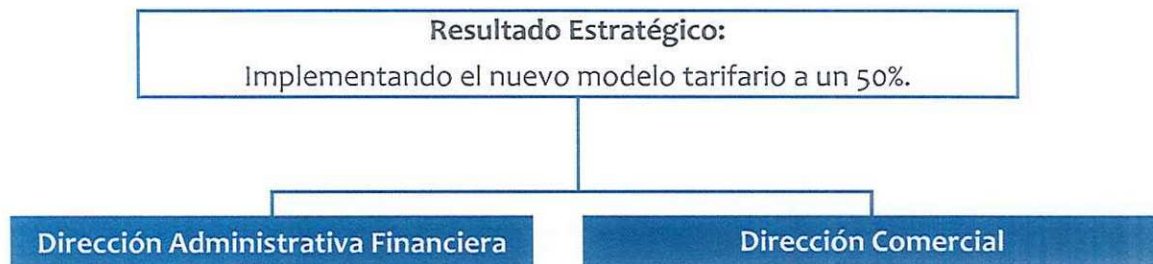 Resultado Estratégico:
Implementando el nuevo modelo tarifario a un 50%.
Dirección Administrativa Financiera
Dirección Comercial